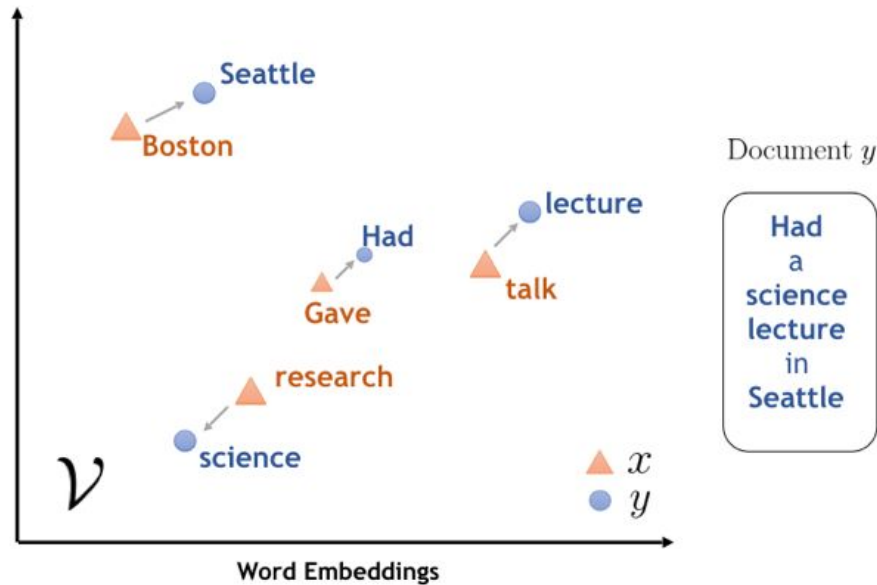 Seattle
Boston
Had
lecture
Gave
talk
research
science
𝒱
x
y
Word Embeddings
Document y
Had
a
science
lecture
in
Seattle